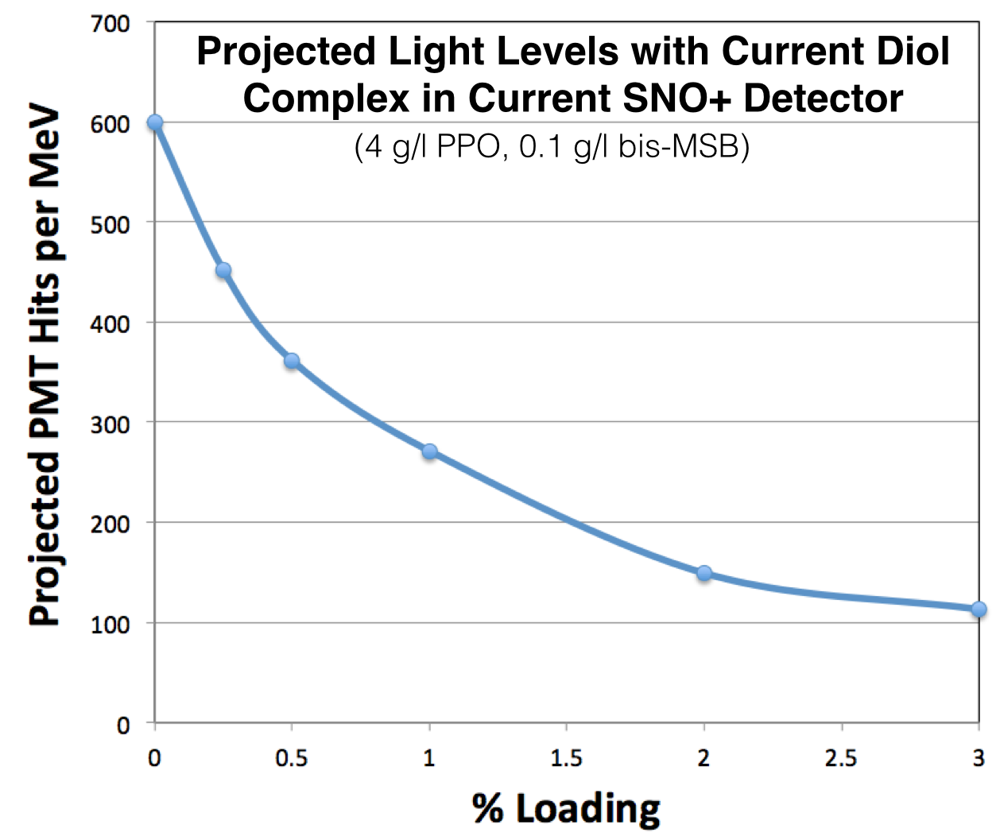 Projected Light Levels with Current Diol
Complex in Current SNO+ Detector
(4 g/l PPO, 0.1 g/l bis-MSB)
Projected PMT Hits per MeV
700
600
500
400
300
200
100
0
0 0.5 1 1.5 2 2.5 3
% Loading